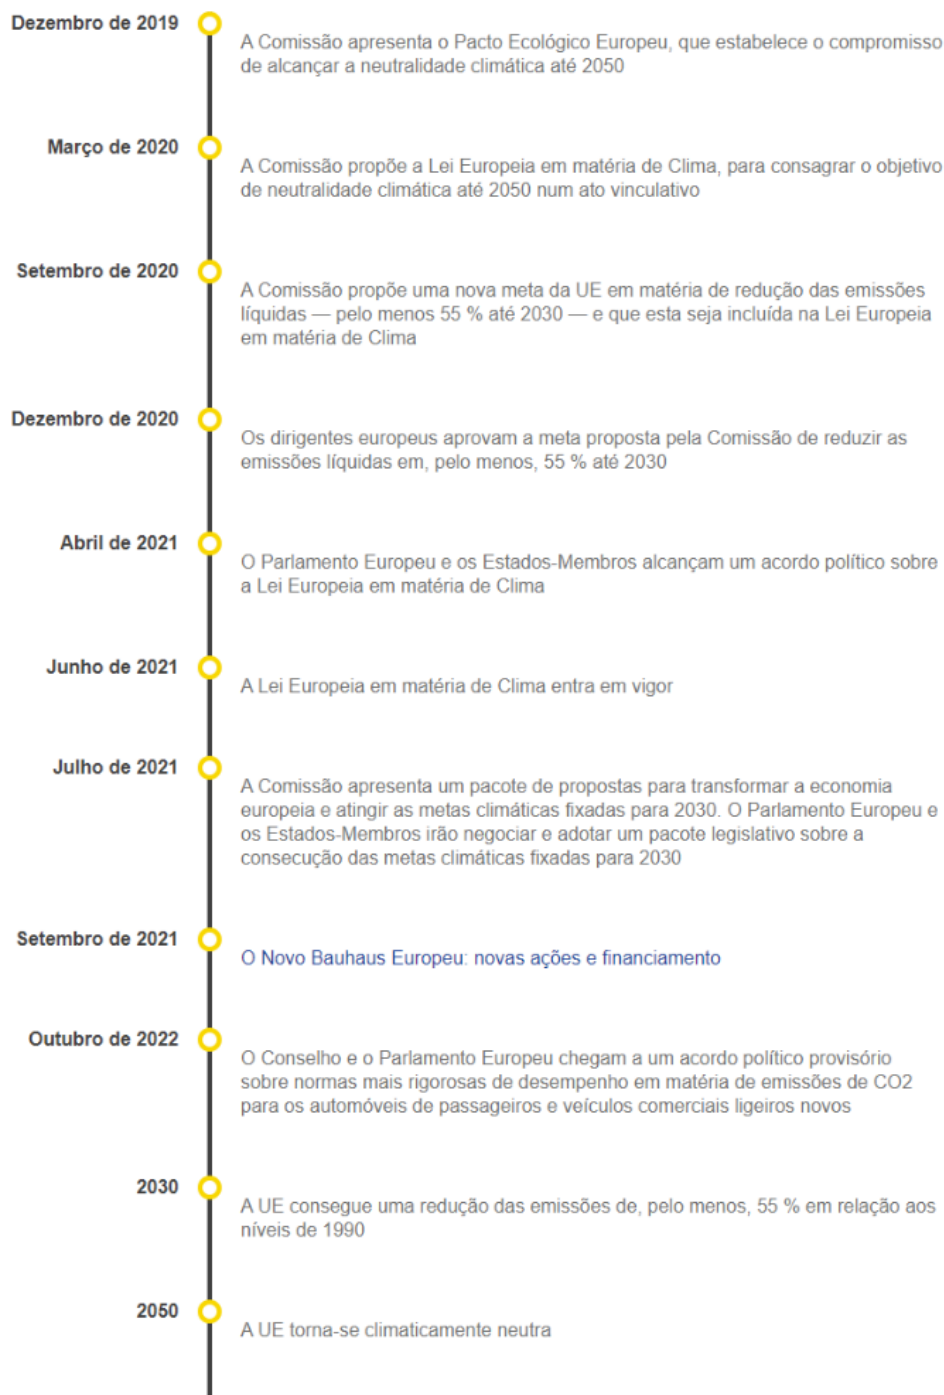 Dezembro de 2019
A Comissão apresenta o Pacto Ecológico Europeu, que estabelece o compromisso
de alcançar a neutralidade climática até 2050
Março de 2020
A Comissão propõe a Lei Europeia em matéria de Clima, para consagrar o objetivo
de neutralidade climática até 2050 num ato vinculativo
Setembro de 2020
A Comissão propõe uma nova meta da UE em matéria de redução das emissões
líquidas — pelo menos 55 % até 2030 — e que esta seja incluída na Lei Europeia
em matéria de Clima
Dezembro de 2020
Os dirigentes europeus aprovam a meta proposta pela Comissão de reduzir as
emissões líquidas em, pelo menos, 55 % até 2030
Abril de 2021
O Parlamento Europeu e os Estados-Membros alcançam um acordo político sobre
a Lei Europeia em matéria de Clima
Junho de 2021
A Lei Europeia em matéria de Clima entra em vigor
Julho de 2021
A Comissão apresenta um pacote de propostas para transformar a economia
europeia e atingir as metas climáticas fixadas para 2030. O Parlamento Europeu e
os Estados-Membros irão negociar e adotar um pacote legislativo sobre a
consecução das metas climáticas fixadas para 2030
Setembro de 2021
O Novo Bauhaus Europeu: novas ações e financiamento
Outubro de 2022
O Conselho e o Parlamento Europeu chegam a um acordo político provisório
sobre normas mais rigorosas de desempenho em matéria de emissões de CO2
para os automóveis de passageiros e veículos comerciais ligeiros novos
2030
A UE consegue uma redução das emissões de, pelo menos, 55 % em relação aos
níveis de 1990
2050
A UE torna-se climaticamente neutra